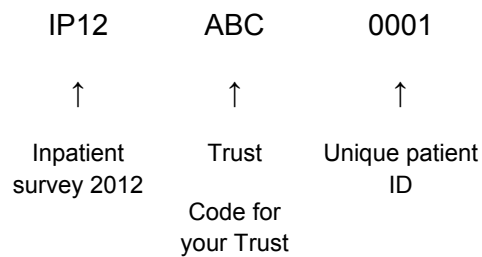 IP12 ABC 0001
↑ ↑ ↑
Inpatient Trust Unique patient
survey 2012 ID
Code for
your Trust